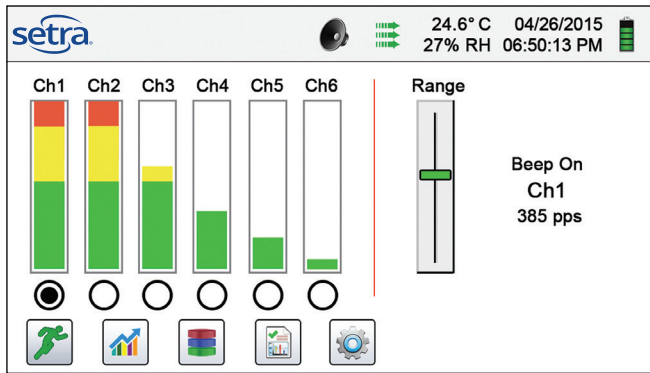 setra
24.6° C 04/26/2015
27% RH 06:50:13 PM
Ch1 Ch2 Ch3 Ch4 Ch5 Ch6 Range
Beep On
Ch1
385 pps